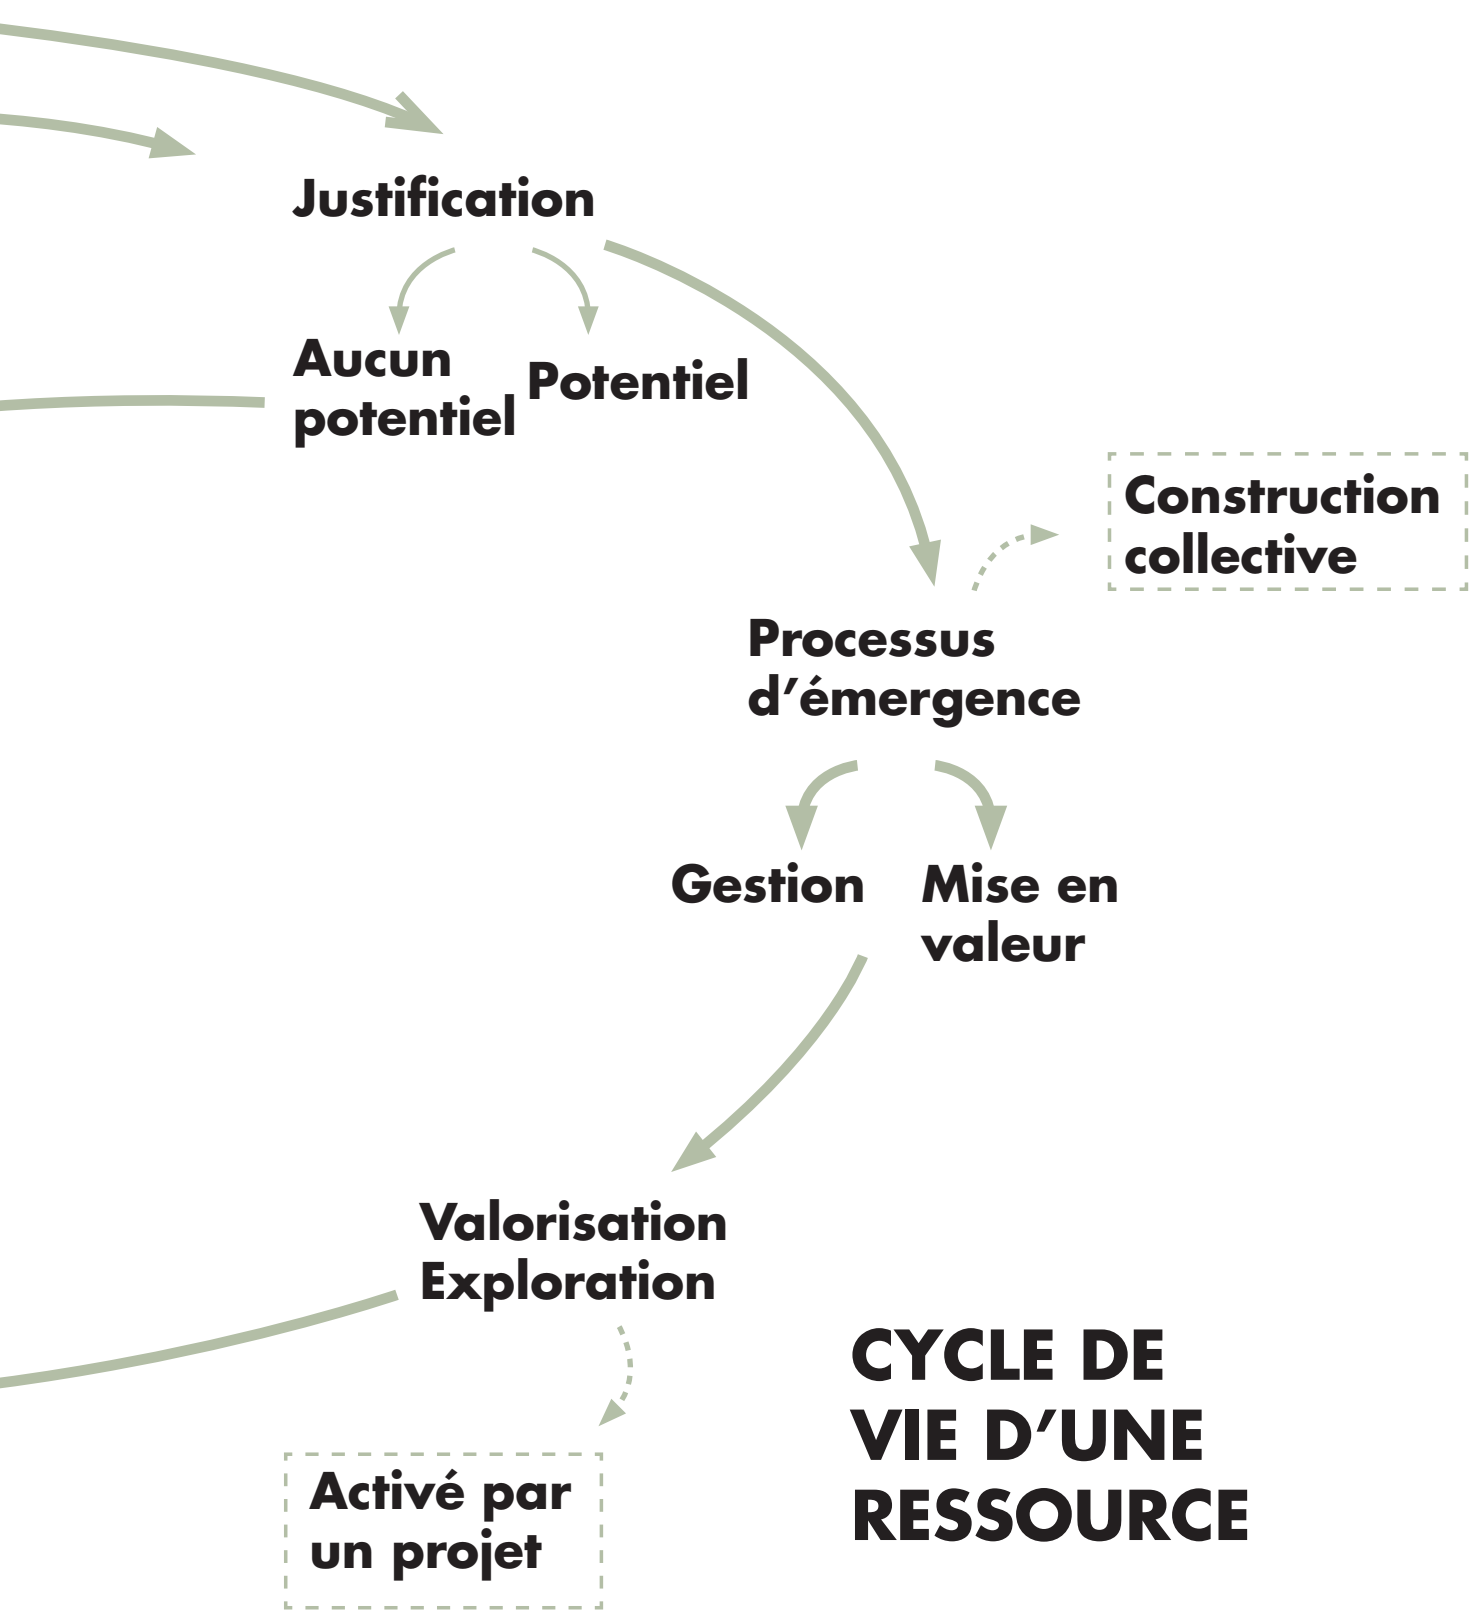 Justification
Aucun
potentiel
Potentiel
Construction
collective
Processus
d’émergence
Gestion
Mise en
valeur
Valorisation
Exploration
CYCLE DE
VIE D’UNE
RESSOURCE
Activé par
un projet